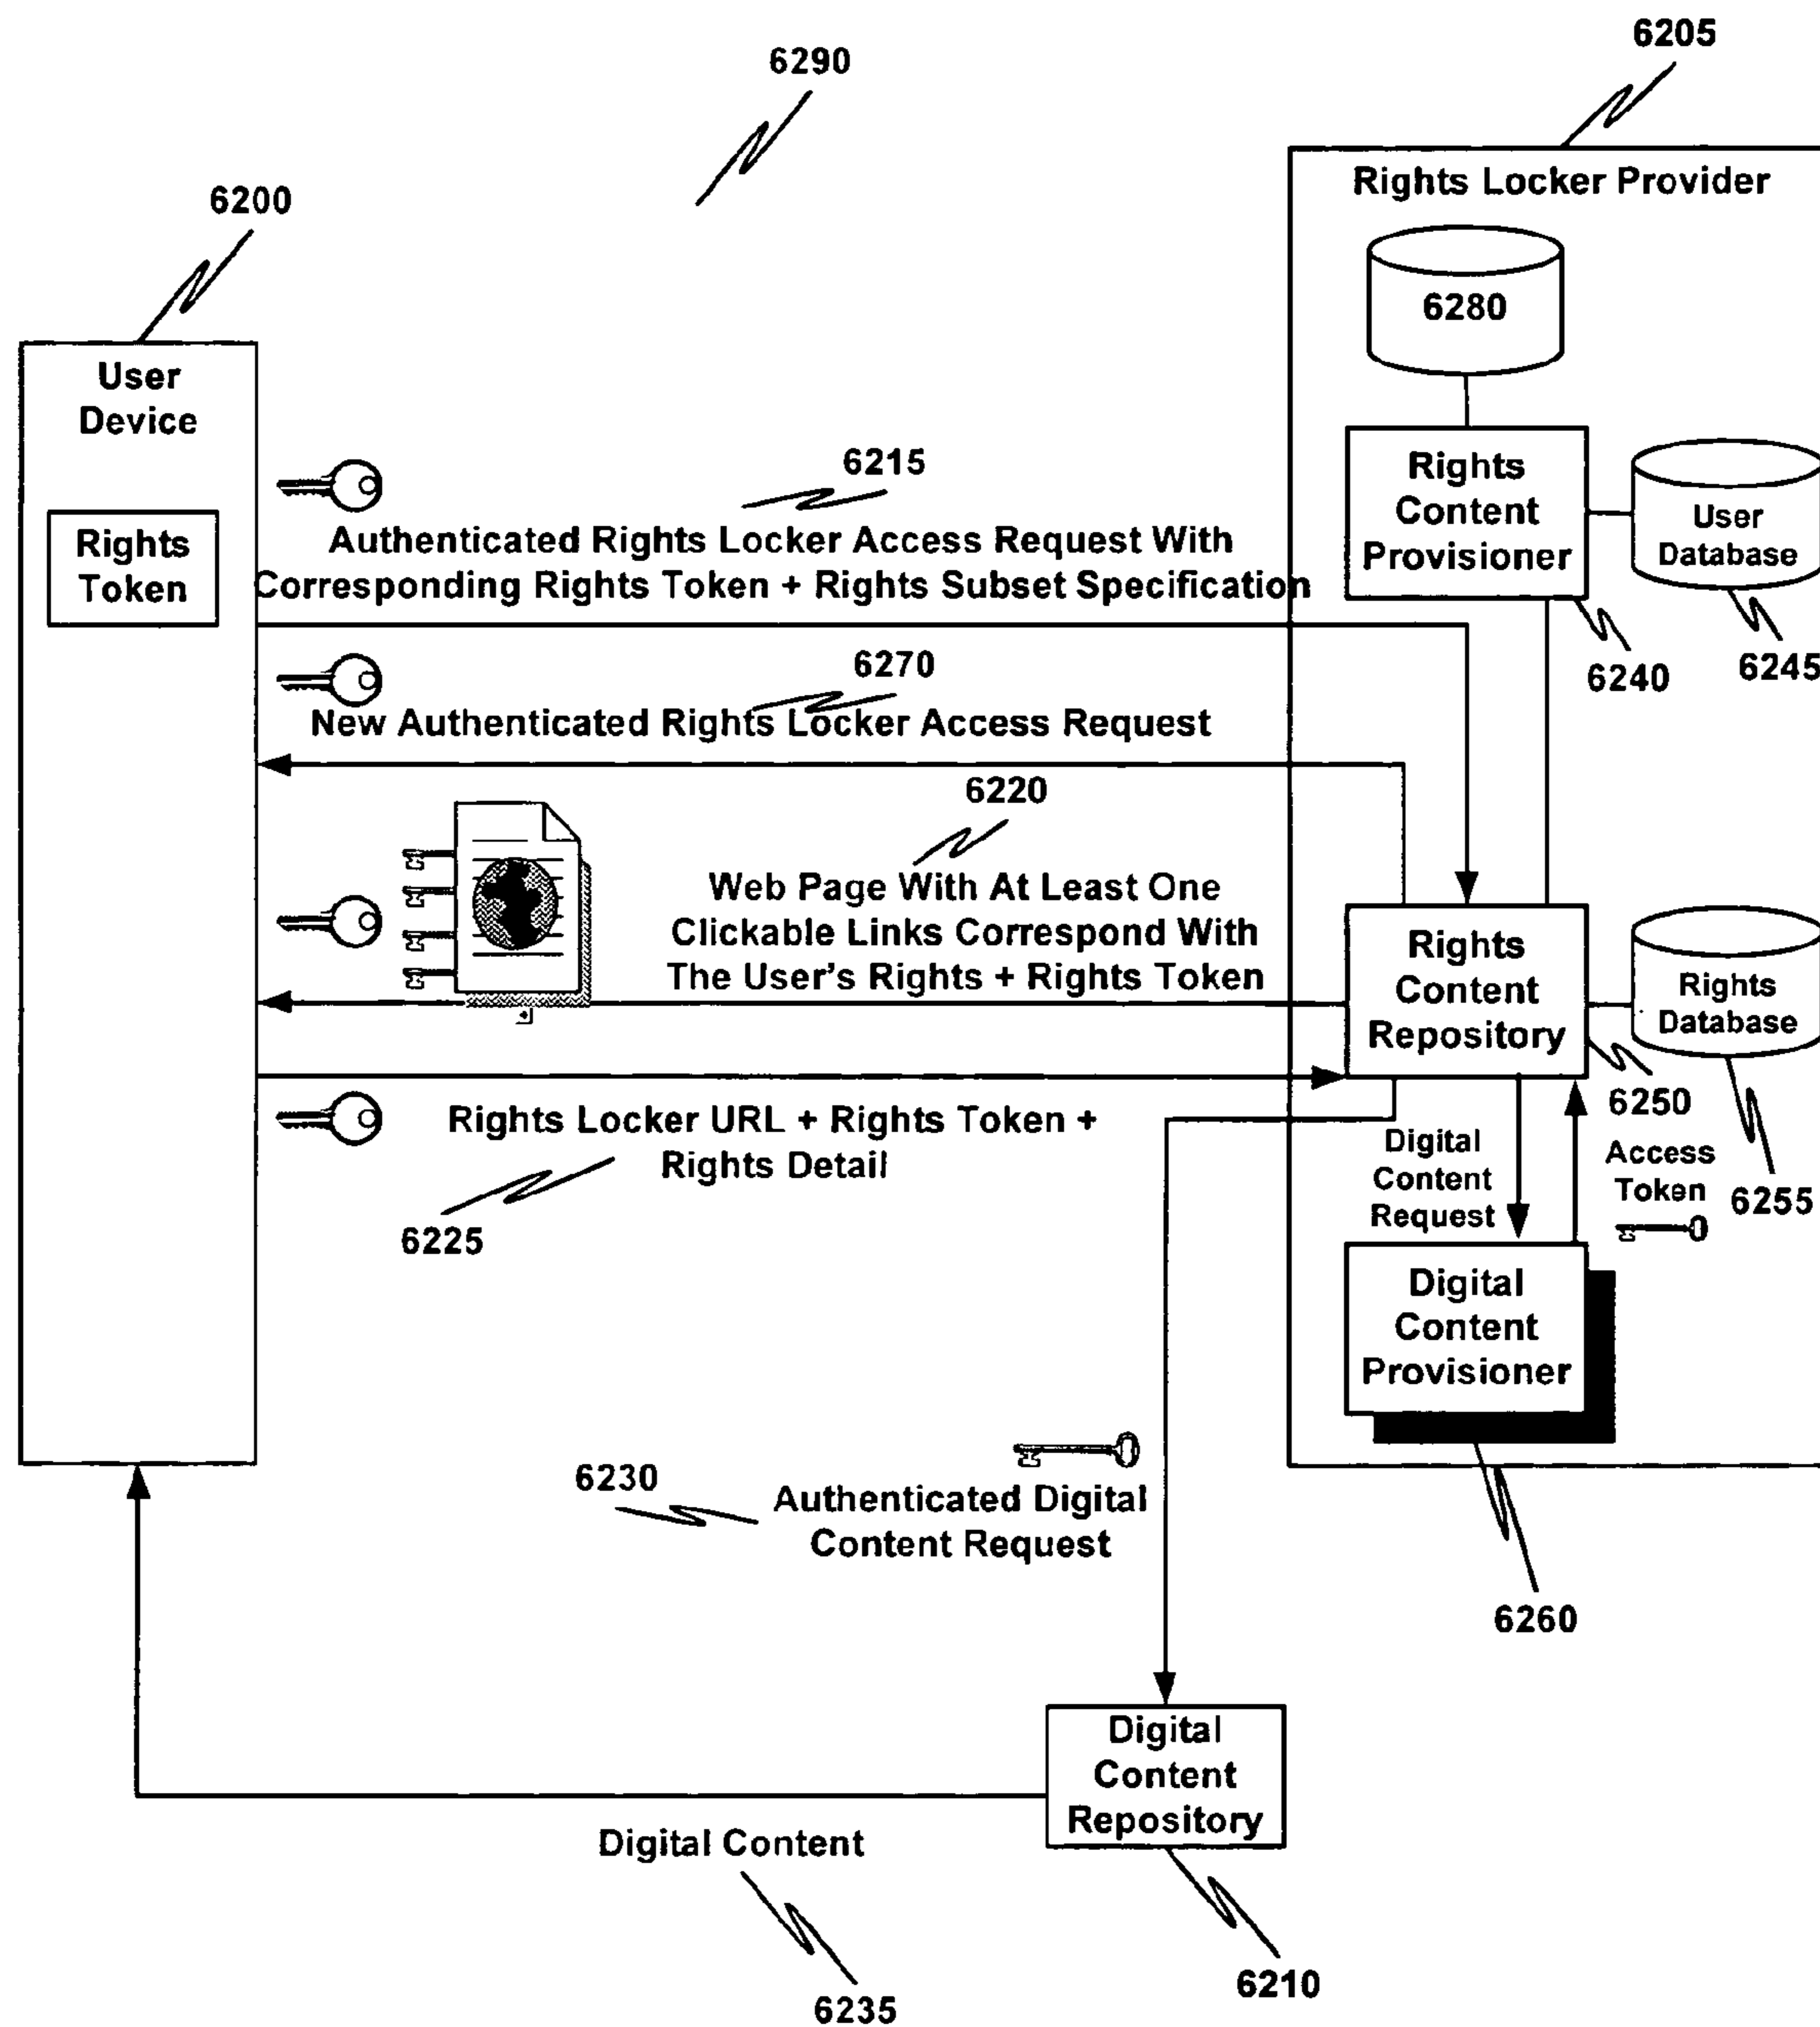 6205
6290
Rights Locker Provider
6200
6280
User
Device
Rights
Content
Provisioner
User
Database
6215
Rights
Token
Authenticated Rights Locker Access Request With
Corresponding Rights Token + Rights Subset Specification
6240
6245
6270
New Authenticated Rights Locker Access Request
6220
Web Page With At Least One
Clickable Links Correspond With
The User's Rights + Rights Token
Rights
Content
Repository
Rights
Database
6250
Rights Locker URL + Rights Token +
Rights Detail
6225
Digital
Content
Request
Access
Token
6255
Digital
Content
Provisioner
6230
Authenticated Digital
Content Request
6260
Digital
Content
Repository
Digital Content
6210
6235